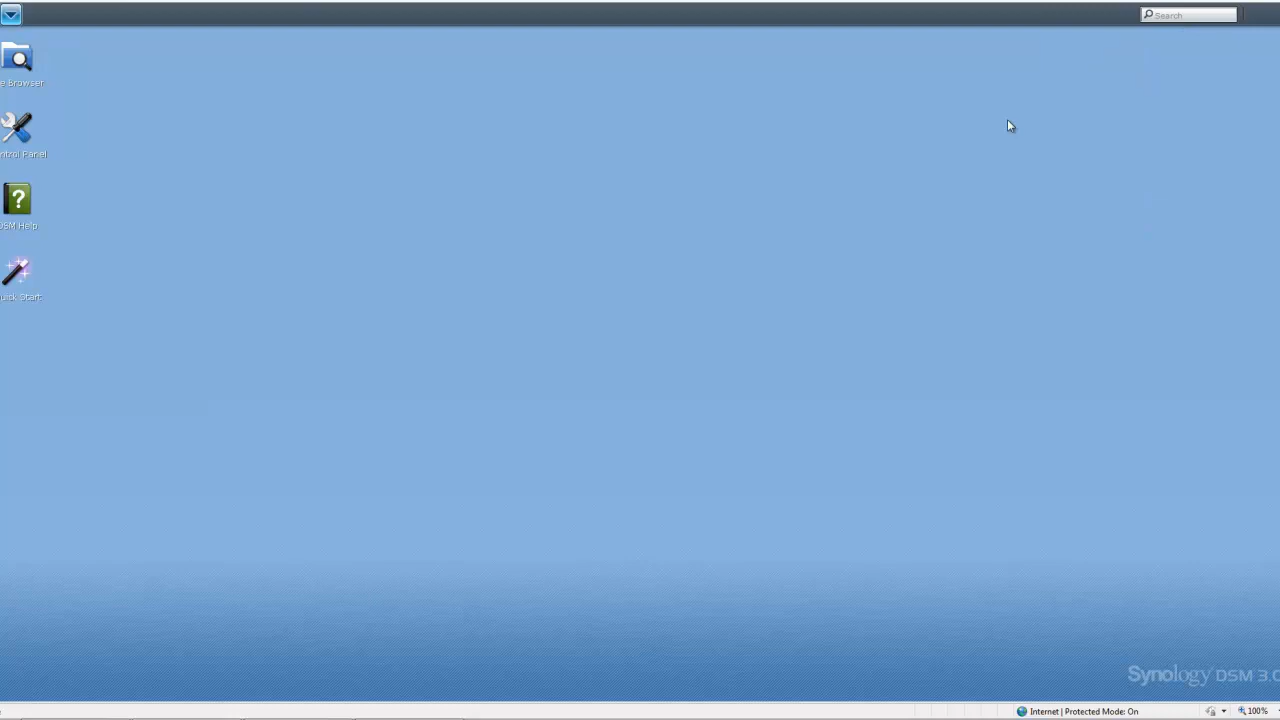 Search
e Browser
ntrol Panel
DSM Help
uick Start
Synology DSM 3.0
Internet | Protected Mode: On
100%